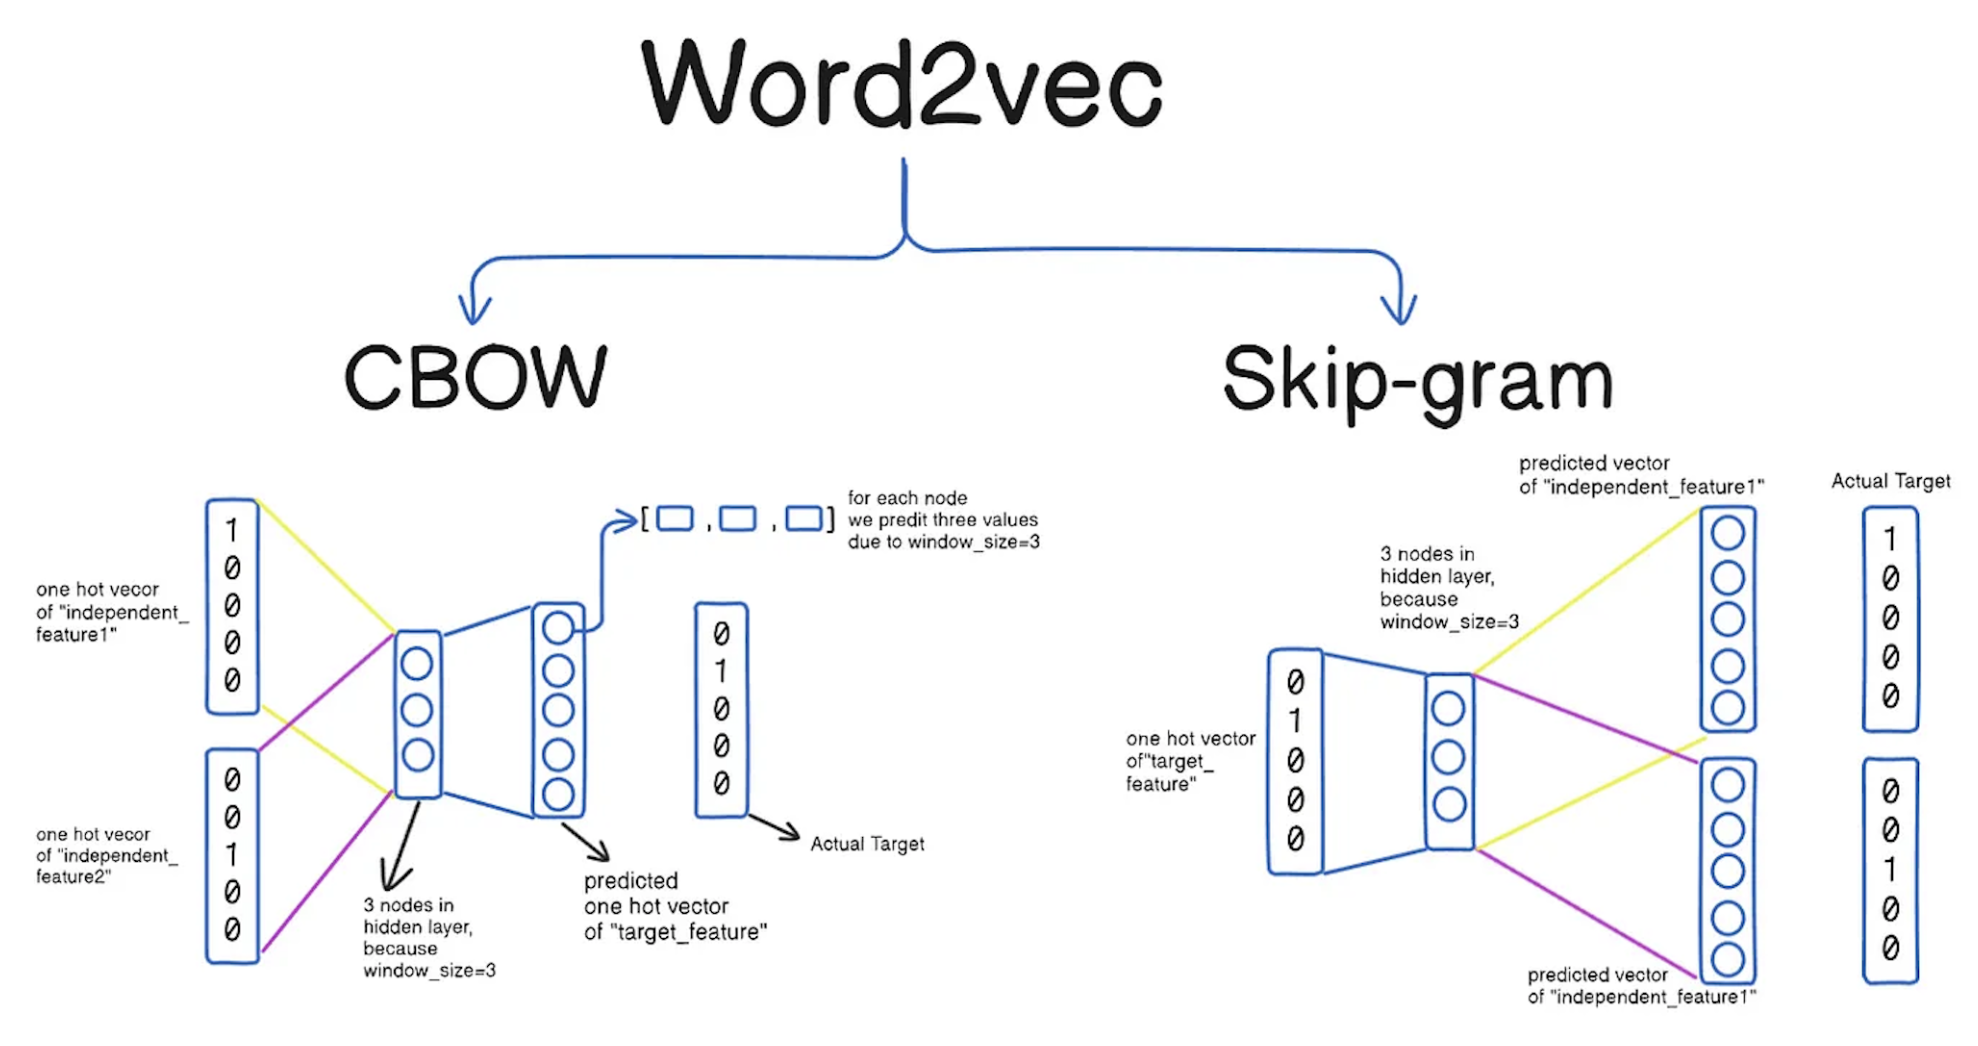 Word2vec
CBOW
Skip-gram
one hot vecor
of "independent_
feature1"
1
0
0
0
0
one hot vecor
of "independent_
feature2"
0
0
1
0
0
3 nodes in
hidden layer,
because
window_size=3
[ , , ]
for each node
we predit three values
due to window_size=3
predicted
one hot vector
of "target_feature"
0
1
0
0
0
Actual Target
one hot vector
of"target_
feature"
0
1
0
0
0
3 nodes in
hidden layer,
because
window_size=3
predicted vector
of "independent_feature1"
Actual Target
1
0
0
0
0
0
0
1
0
0
predicted vector
of "independent_feature1"